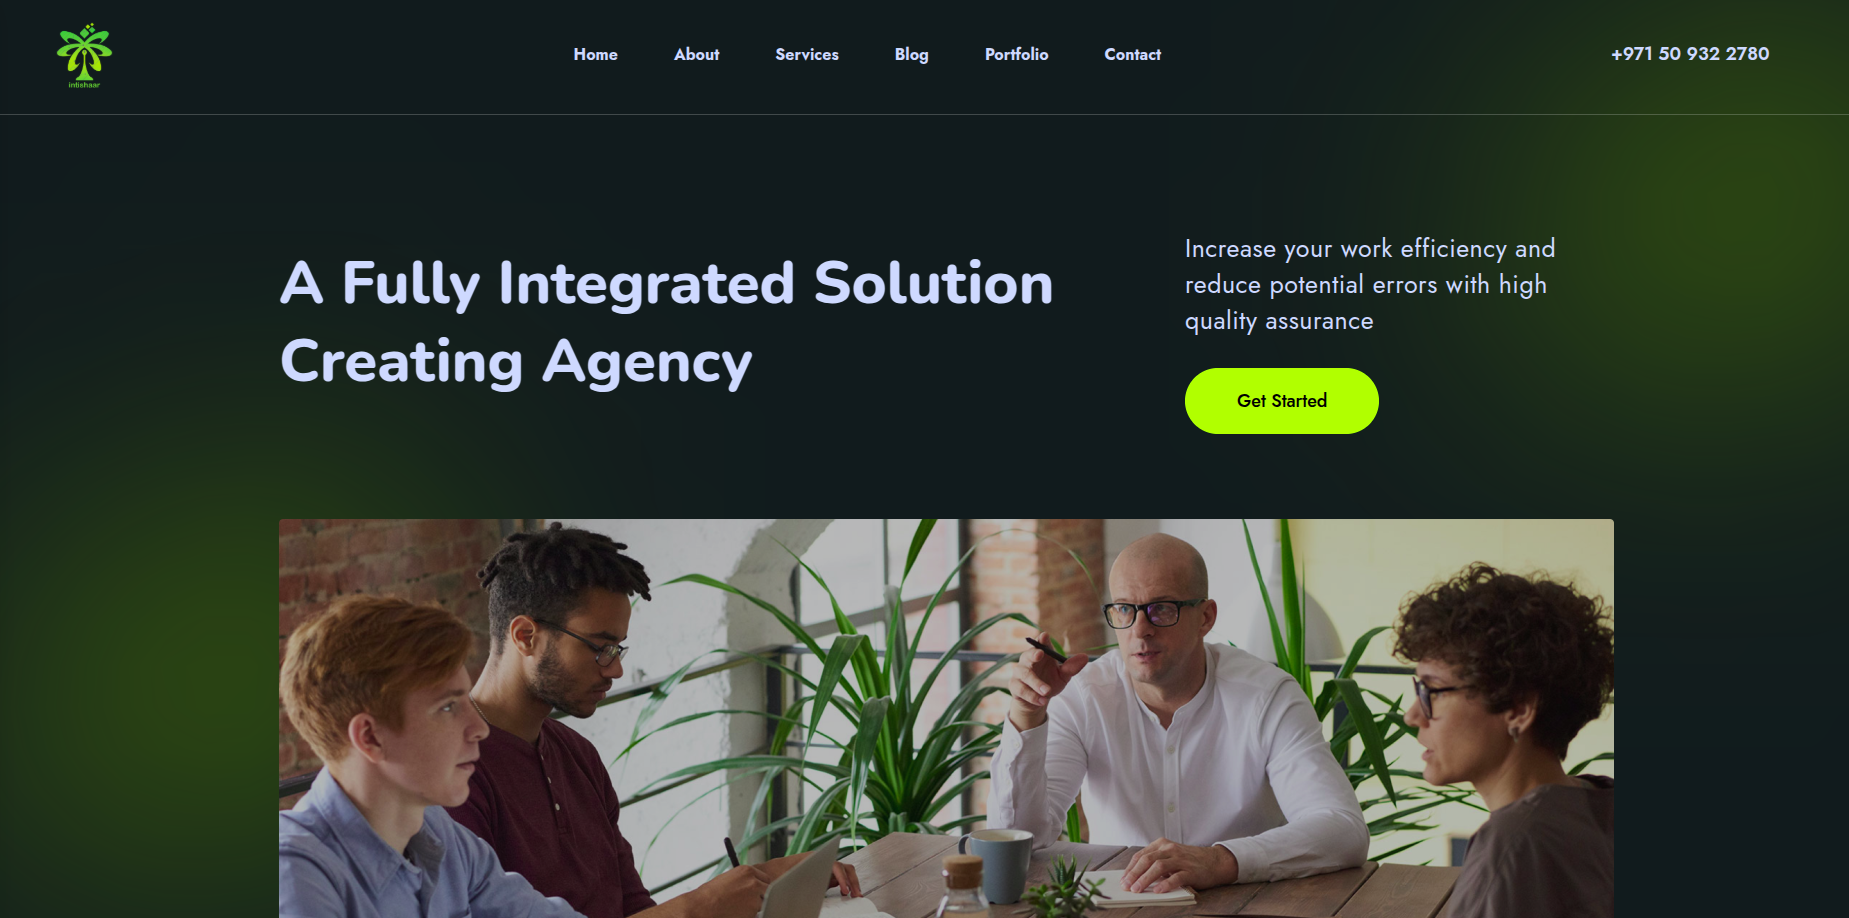 intishaar
Home
About
Services
Blog
Portfolio
Contact
+971 50 932 2780
A Fully Integrated Solution
Creating Agency
Increase your work efficiency and
reduce potential errors with high
quality assurance
Get Started